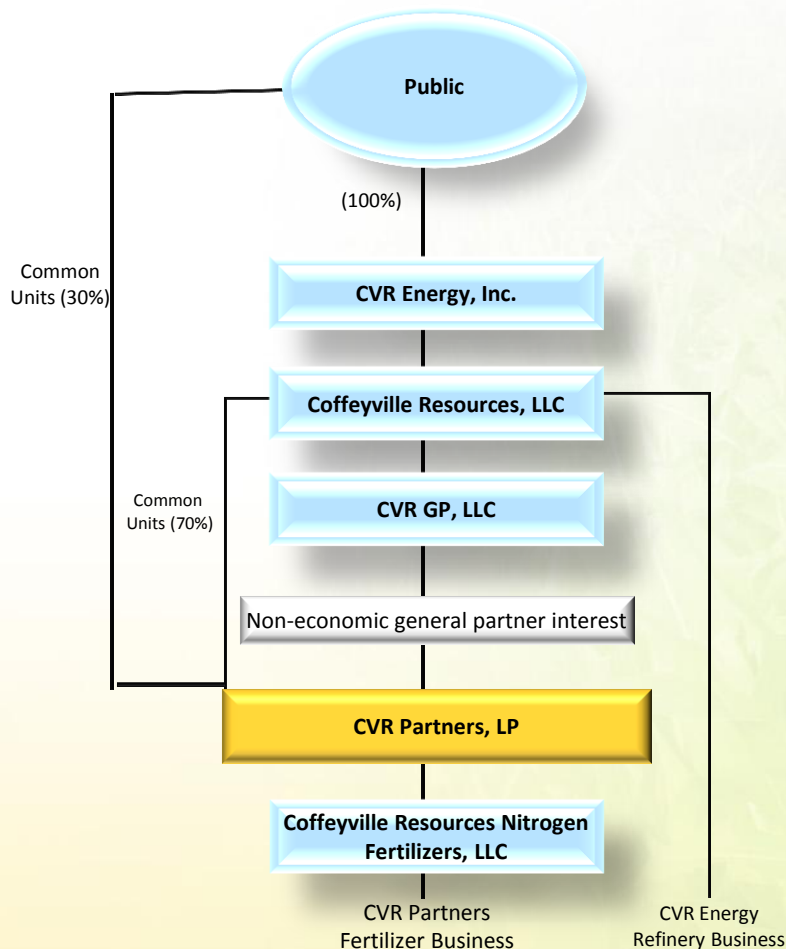 Public
(100%)
Common
Units (30%)
CVR Energy, Inc.
Coffeyville Resources, LLC
Common
Units (70%)
CVR GP, LLC
Non-economic general partner interest
CVR Partners, LP
Coffeyville Resources Nitrogen
Fertilizers, LLC
CVR Partners
Fertilizer Business
CVR Energy
Refinery Business